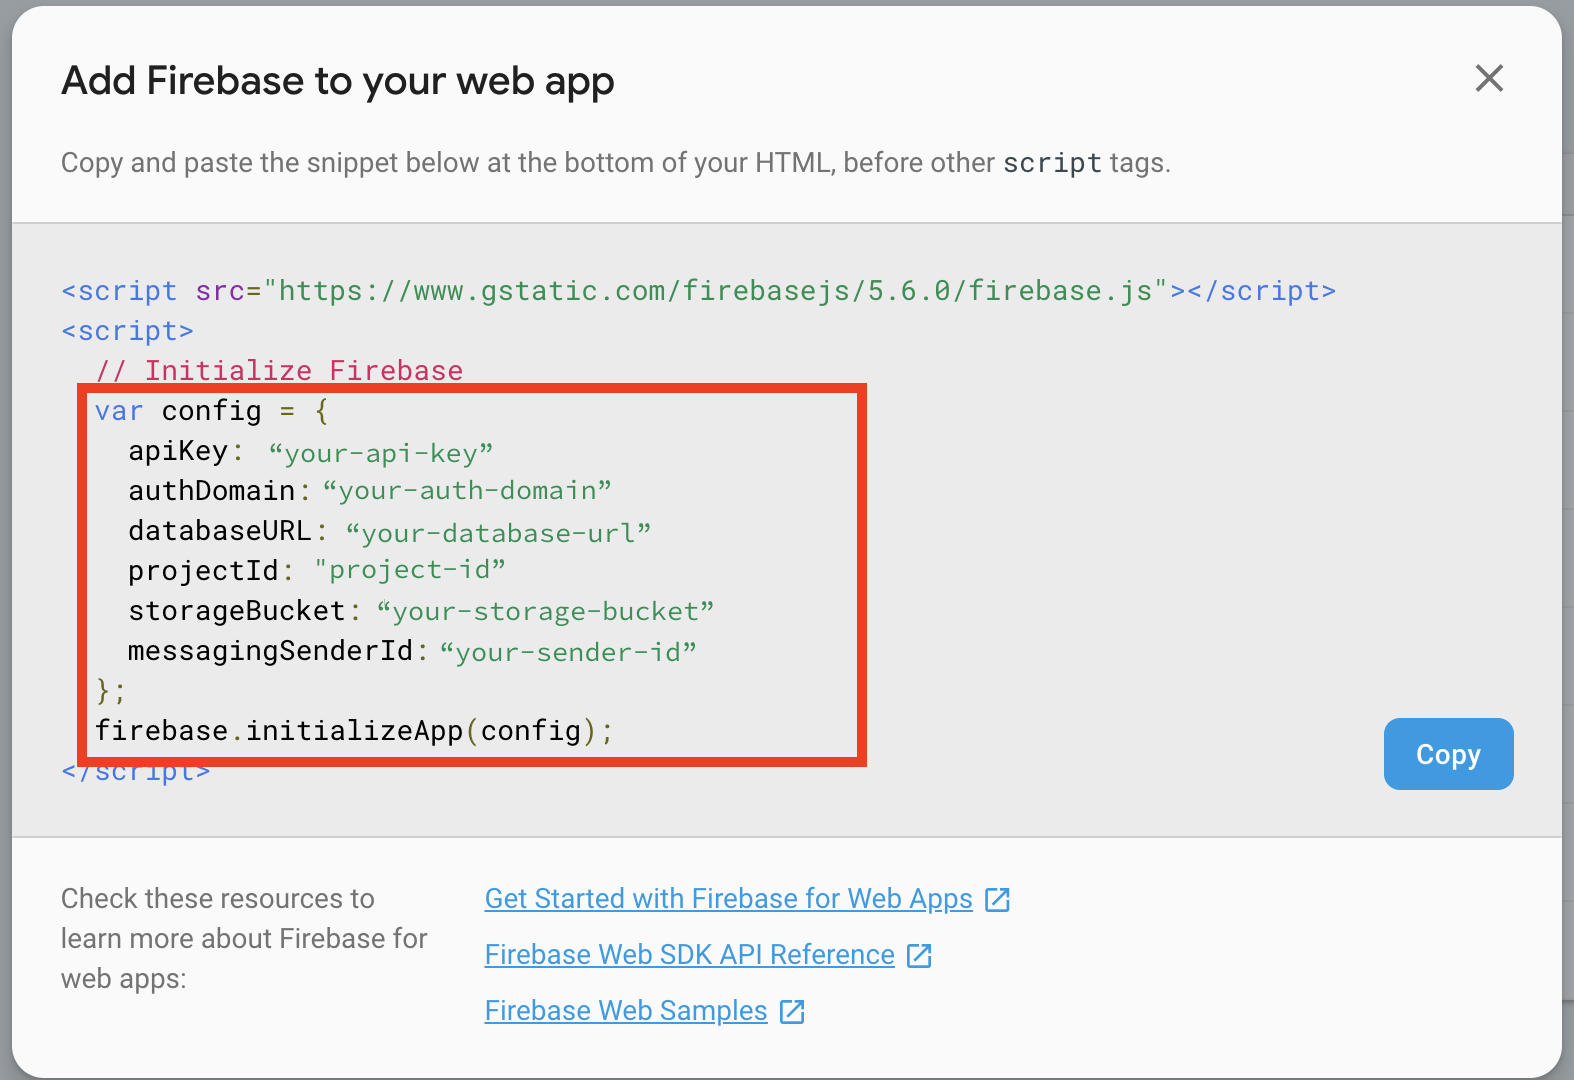 Add Firebase to your web app
Copy and paste the snippet below at the bottom of your HTML, before other script tags.
<script src="https://www.gstatic.com/firebasejs/5.6.0/firebase.js"></script>
<script>
  // Initialize Firebase
  var config = {
    apiKey: “your-api-key”
    authDomain: “your-auth-domain”
    databaseURL: “your-database-url”
    projectId: "project-id”
    storageBucket: “your-storage-bucket”
    messagingSenderId: “your-sender-id”
  };
  firebase.initializeApp(config);
</script>
Copy
Check these resources to
learn more about Firebase for
web apps:
Get Started with Firebase for Web Apps
Firebase Web SDK API Reference
Firebase Web Samples